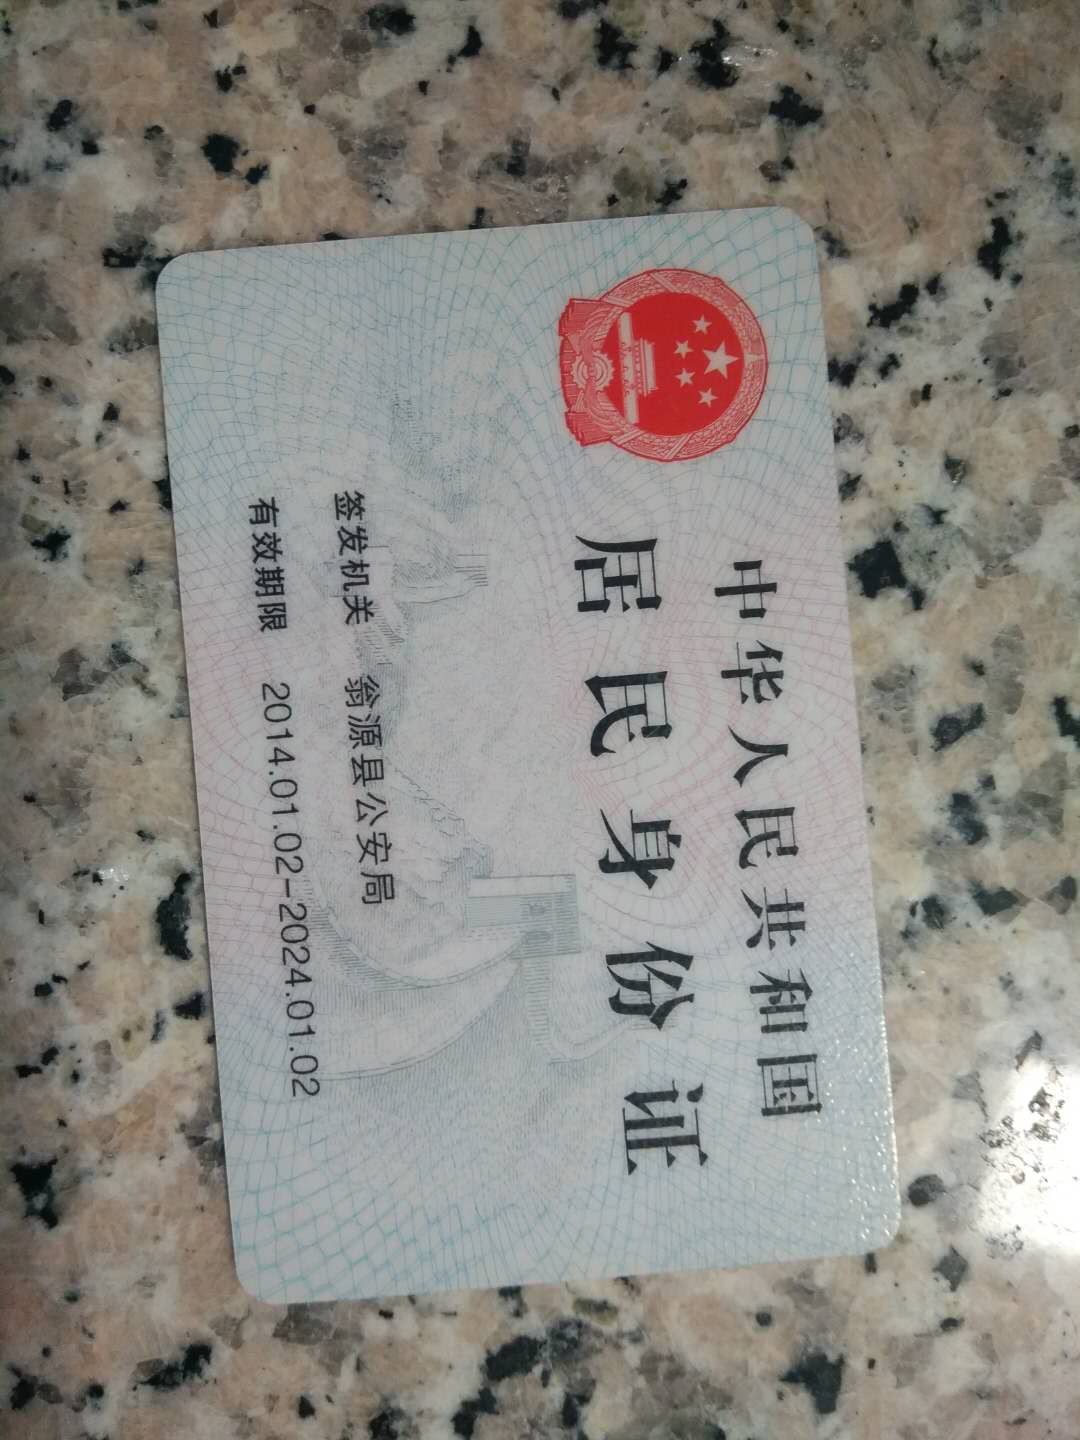 中华人民共和国
居民身份证
签发机关 翁源县公安局
有效期限 2014.01.02-2024.01.02